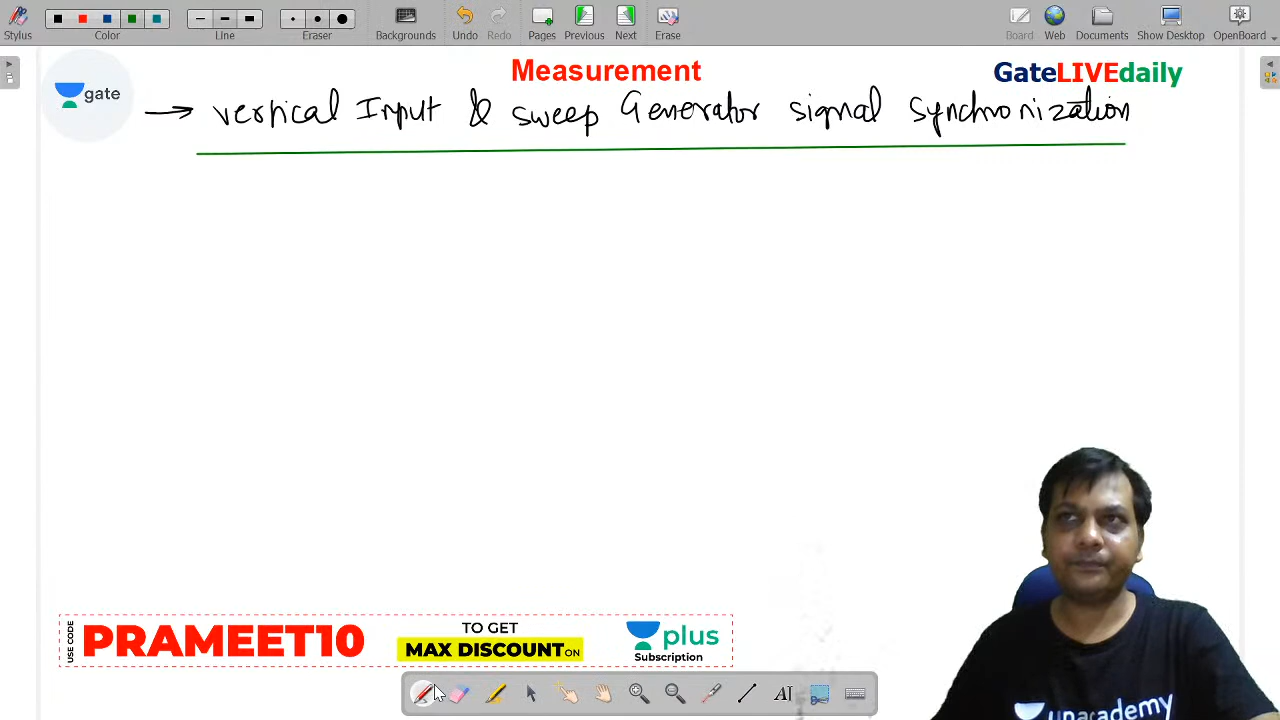 Stylus Color Line Eraser Backgrounds Undo Redo Pages Previous Next Erase Board Web Documents Show Desktop OpenBoard
gate
Measurement
GateLIVEdaily
→ vertical Input & sweep Generator signal synchronization
USE CODE
PRAMEET10
TO GET
MAX DISCOUNT ON
plus
Subscription
AI
unacademy